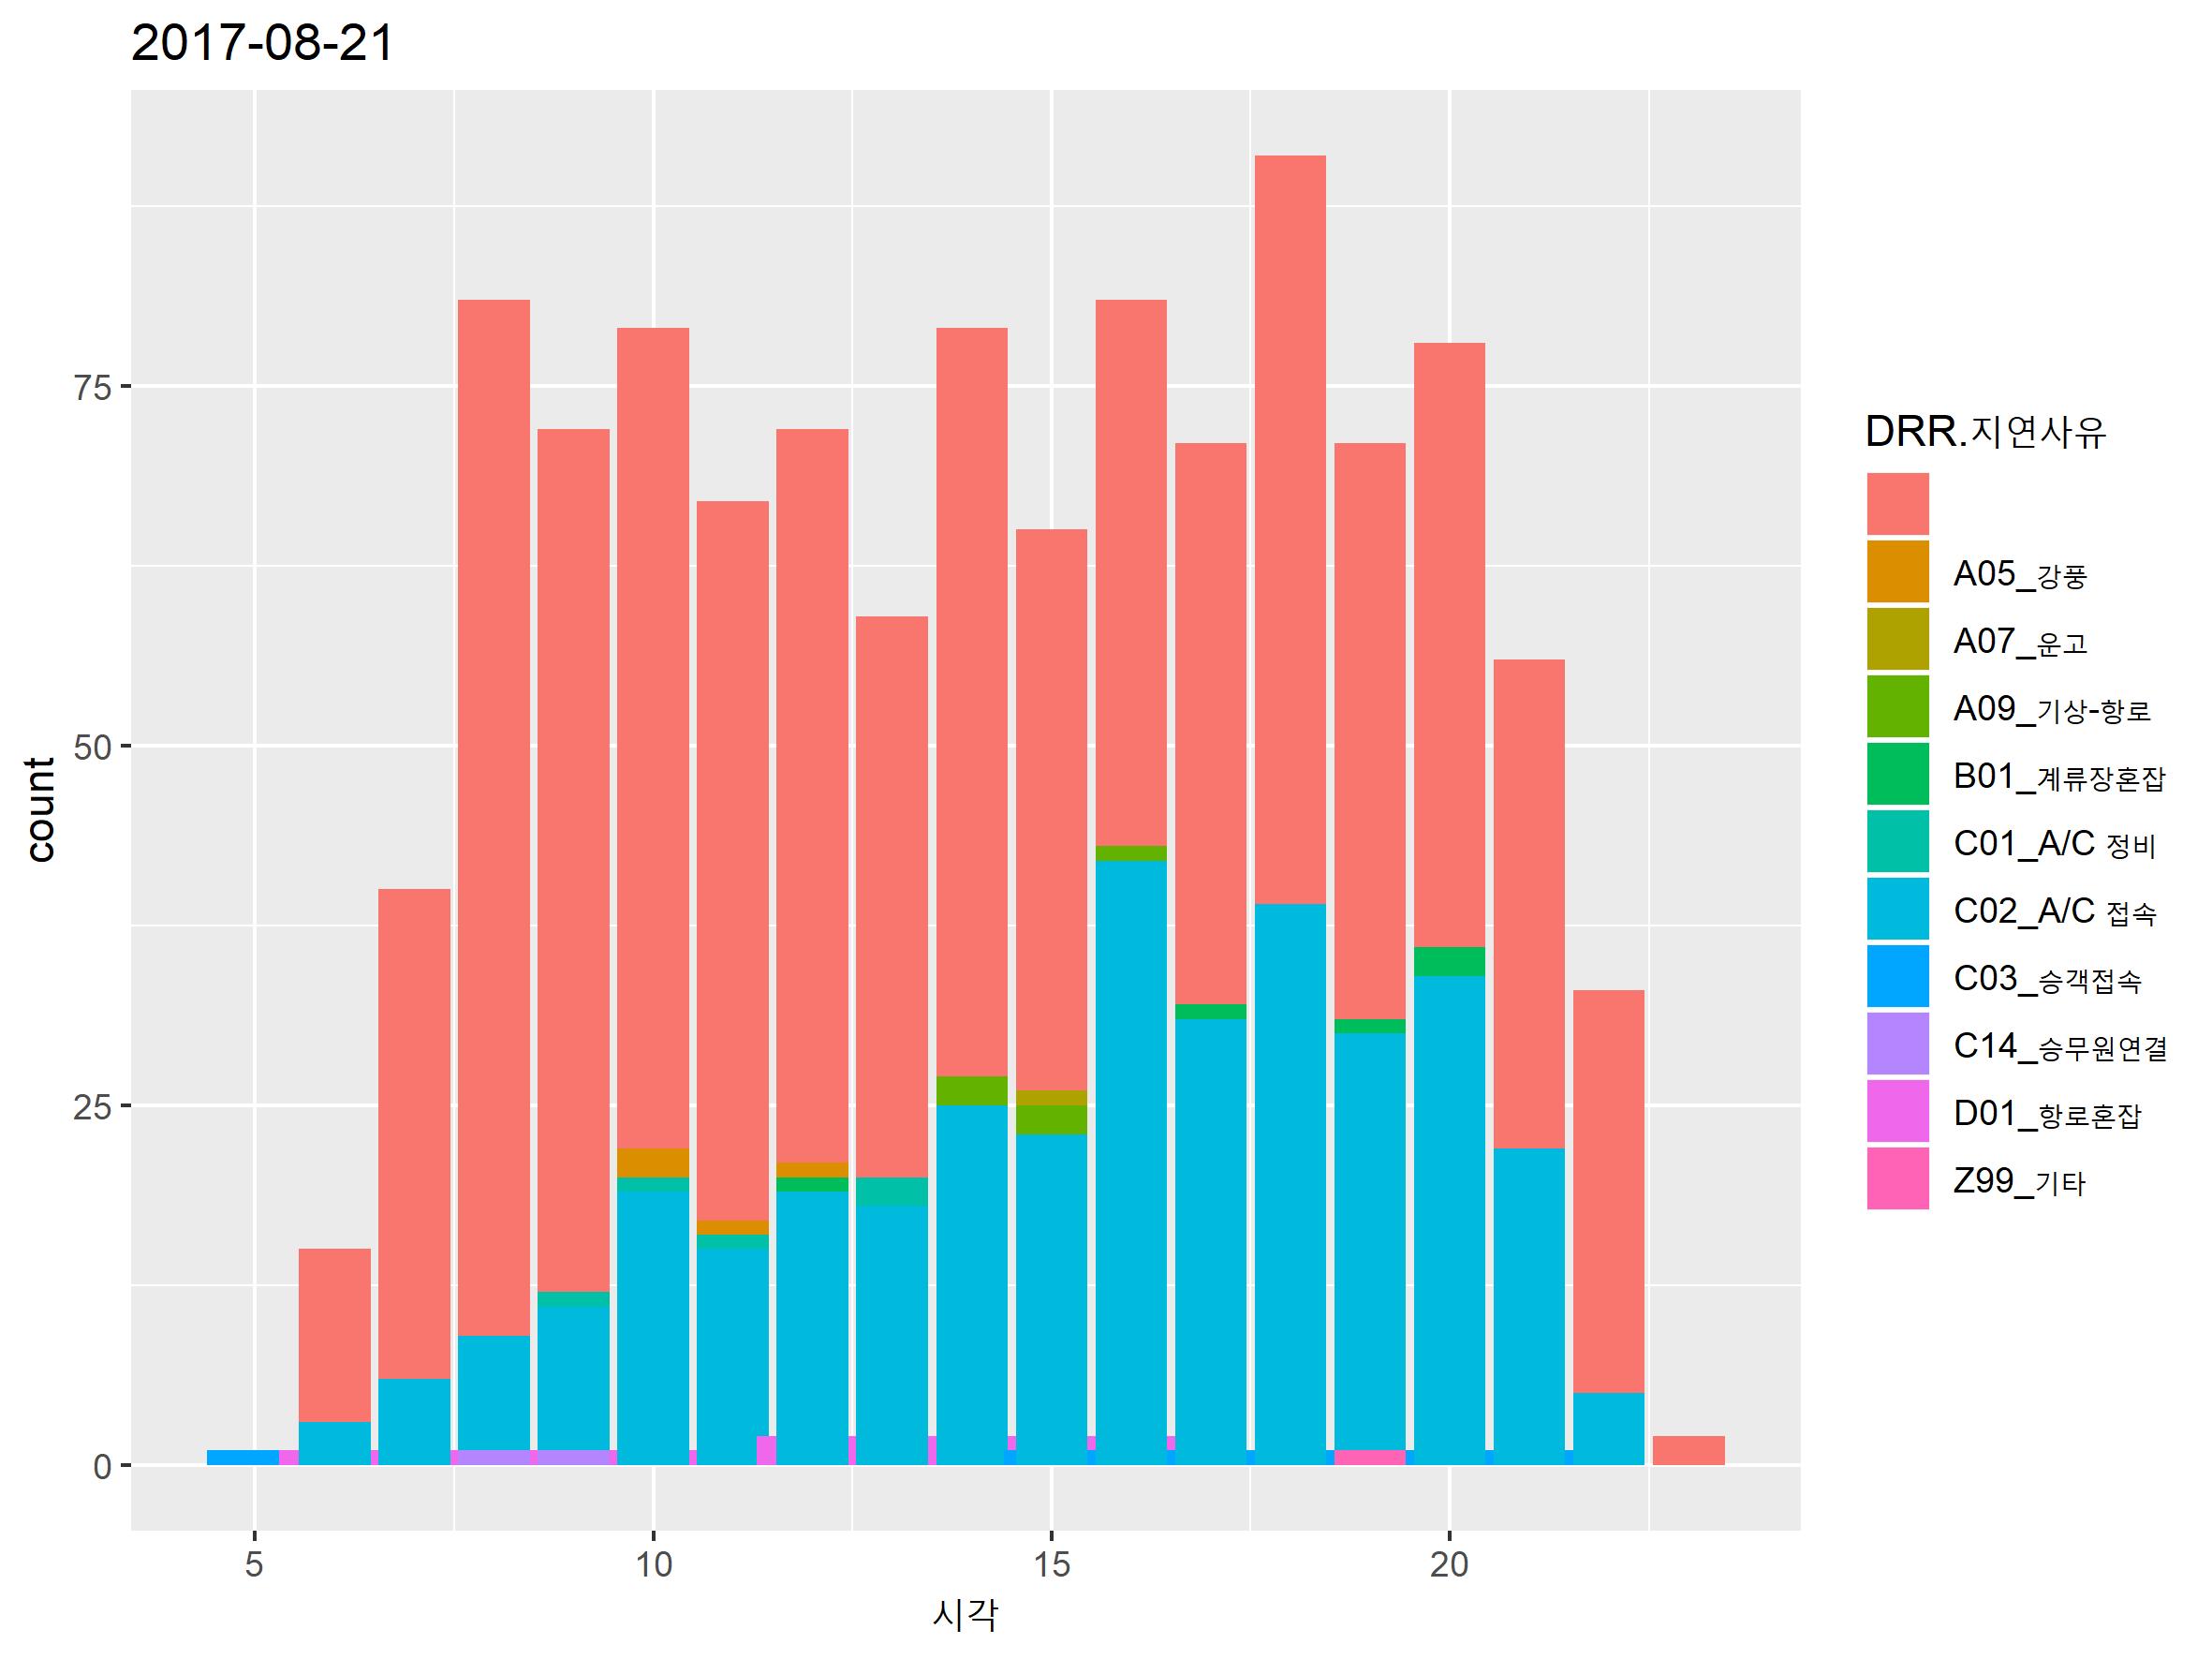 2017-08-21
count
75
50
25
0
5 10 15 20
시각
DRR.지연사유
A05_강풍
A07_운고
A09_기상-항로
B01_계류장혼잡
C01_A/C 정비
C02_A/C 접속
C03_승객접속
C14_승무원연결
D01_항로혼잡
Z99_기타